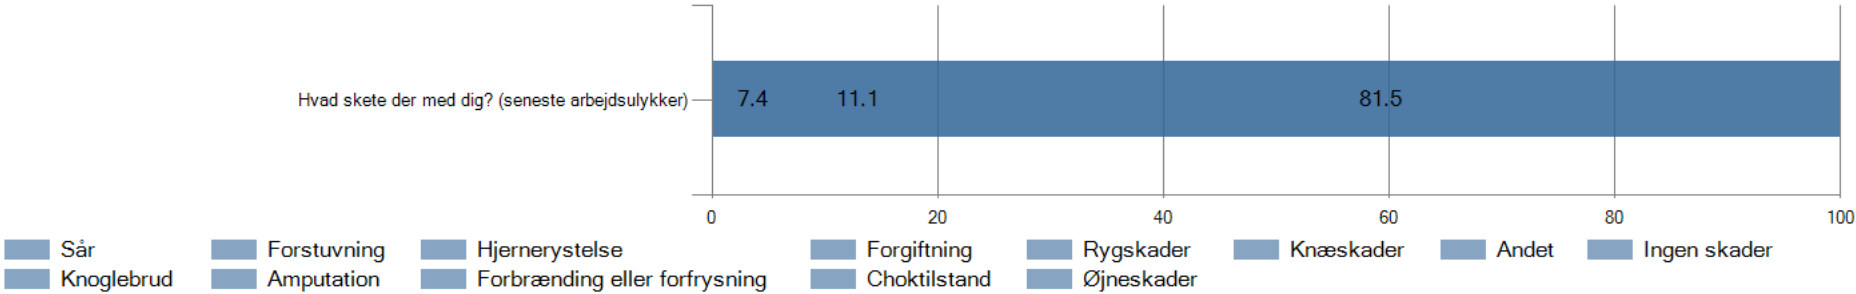 Hvad skete der med dig? (seneste arbejdsulykker) 7.4 11.1 81.5
0 20 40 60 80 100
Sår Forstuvning Hjernerystelse Forgiftning Rygskader Knæskader Andet Ingen skader
Knoglebrud Amputation Forbrænding eller forfrysning Choktilstand Øjneskader